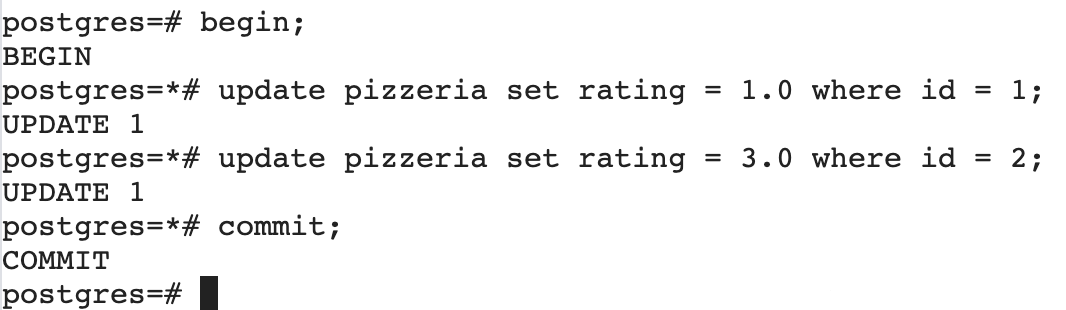 postgres=# begin;
BEGIN
postgres=*# update pizzeria set rating = 1.0 where id = 1;
UPDATE 1
postgres=*# update pizzeria set rating = 3.0 where id = 2;
UPDATE 1
postgres=*# commit;
COMMIT
postgres=#